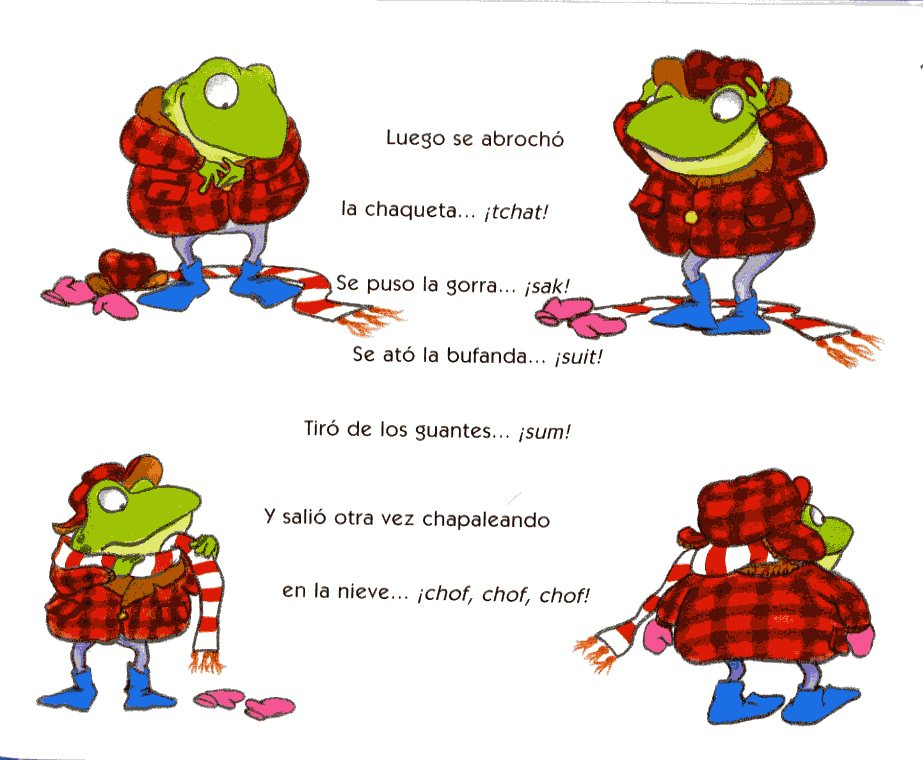 Luego se abrochó
la chaqueta... ¡tchat!
Se puso la gorra... ¡sak!
Se ató la bufanda... ¡suit!
Tiró de los guantes... ¡sum!
Y salió otra vez chapaleando
en la nieve... ¡chof, chof, chof!